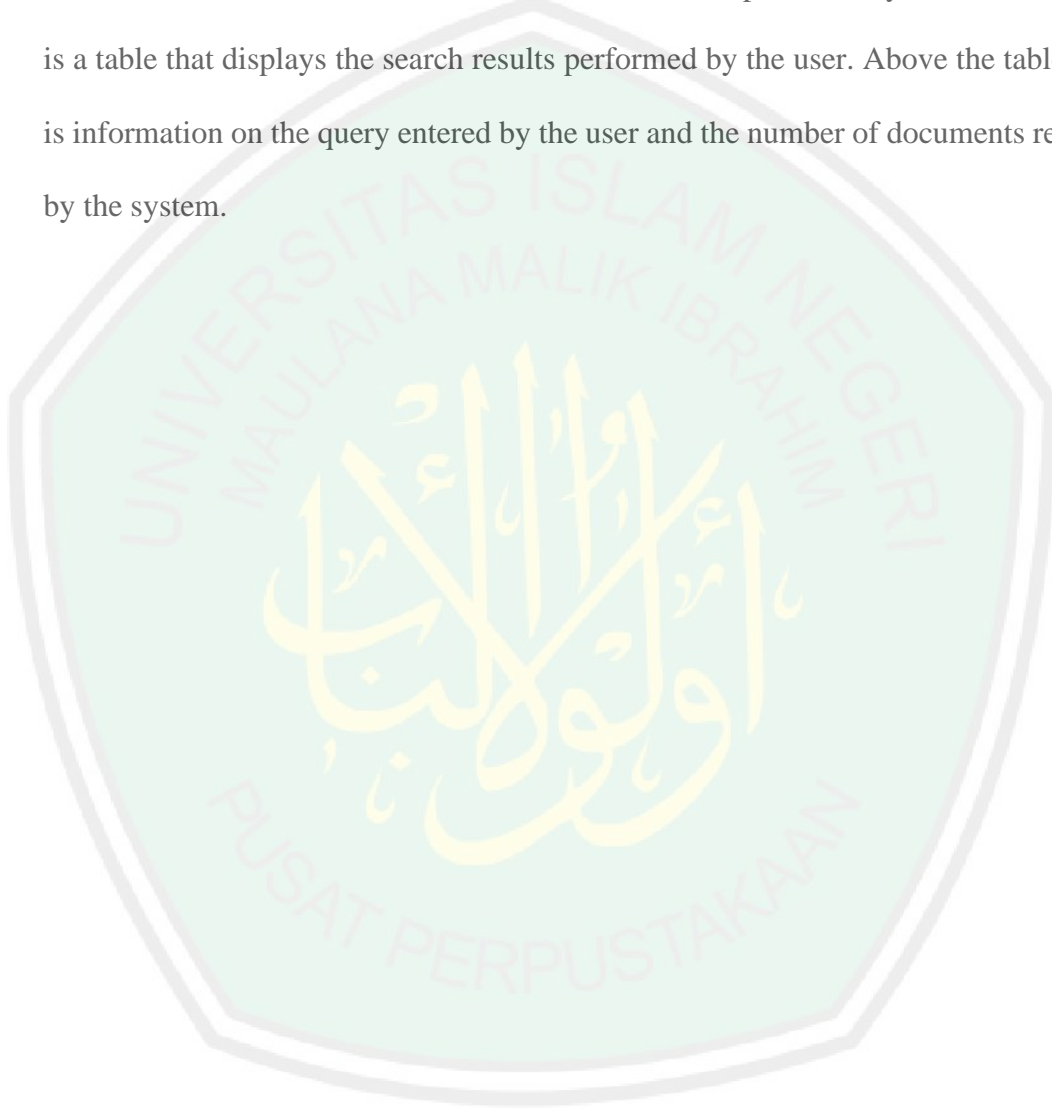 is a table that displays the search results performed by the user. Above the tabl
is information on the query entered by the user and the number of documents re
by the system.
UNIVERSITAS ISLAM NEGERI
MAULANA MALIK IBRAHIM
أولوا الألباب
PUSAT PERPUSTAKAAN